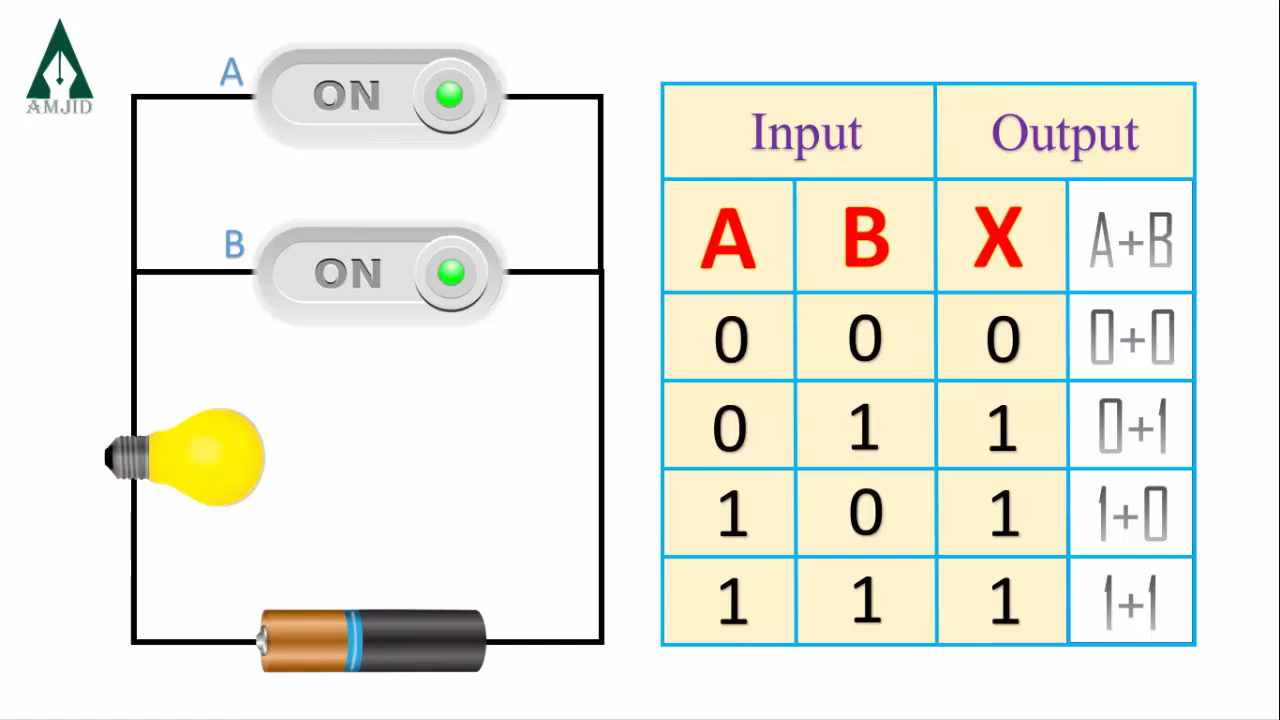 AMJID
A
ON
B
ON
Input Output
A B X A+B
0 0 0 0+0
0 1 1 0+1
1 0 1 1+0
1 1 1 1+1